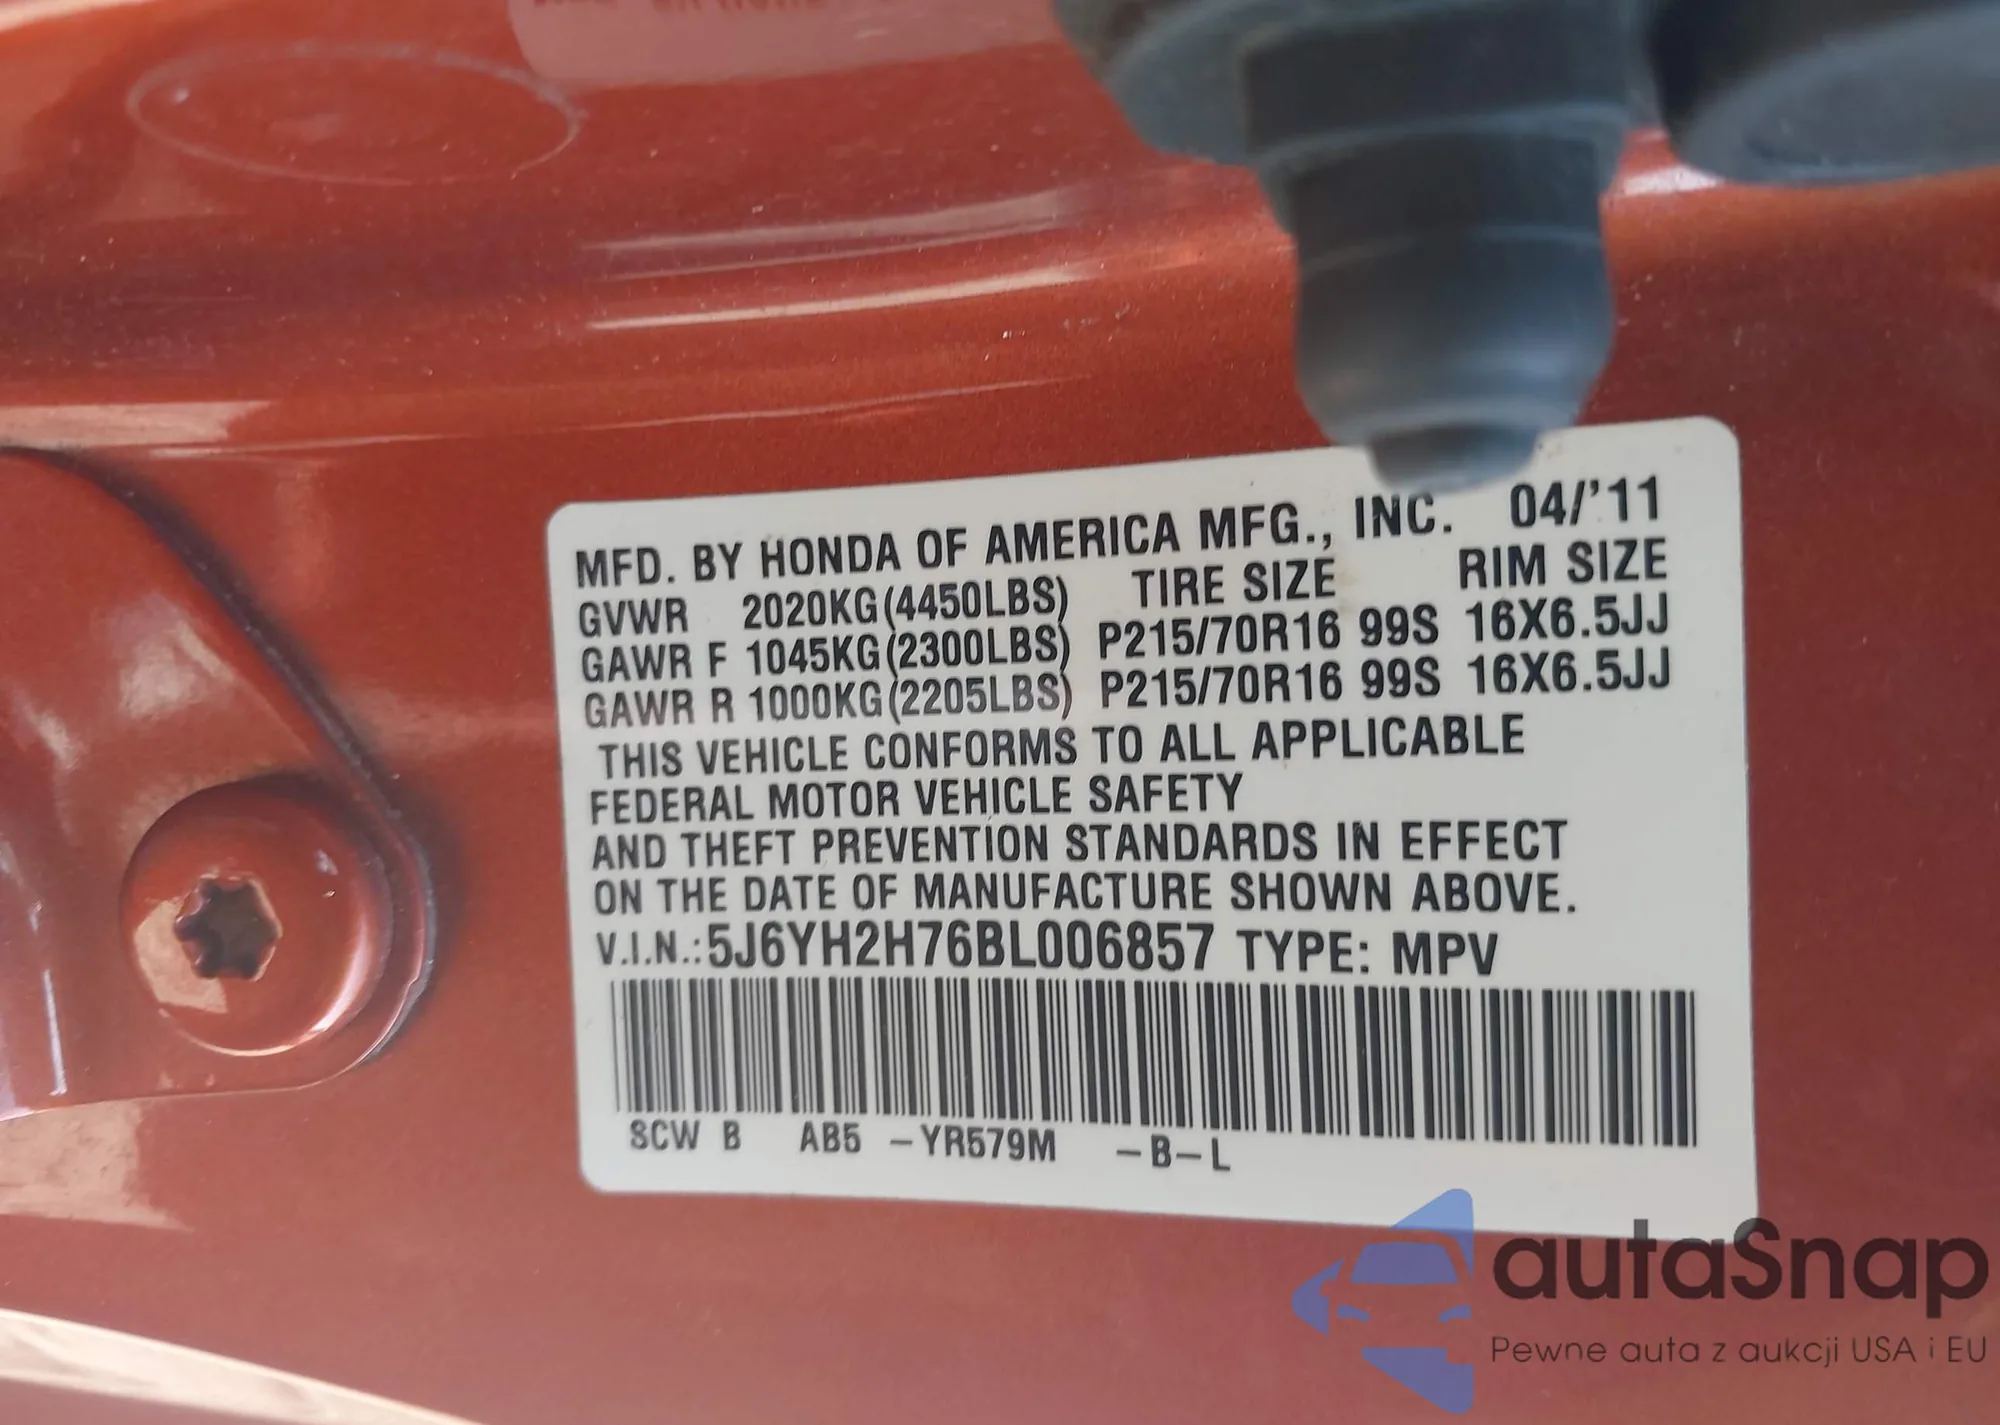 MFD. BY HONDA OF AMERICA MFG., INC. 04/'11
GVWR 2020KG(4450LBS) TIRE SIZE RIM SIZE
GAWR F 1045KG(2300LBS) P215/70R16 99S 16X6.5JJ
GAWR R 1000KG(2205LBS) P215/70R16 99S 16X6.5JJ
THIS VEHICLE CONFORMS TO ALL APPLICABLE
FEDERAL MOTOR VEHICLE SAFETY
AND THEFT PREVENTION STANDARDS IN EFFECT
ON THE DATE OF MANUFACTURE SHOWN ABOVE.
V.I.N.:5J6YH2H76BL006857 TYPE: MPV
SCW B AB5 -YR579M -B-L
autaSnap
Pewne auta z aukcji USA i EU